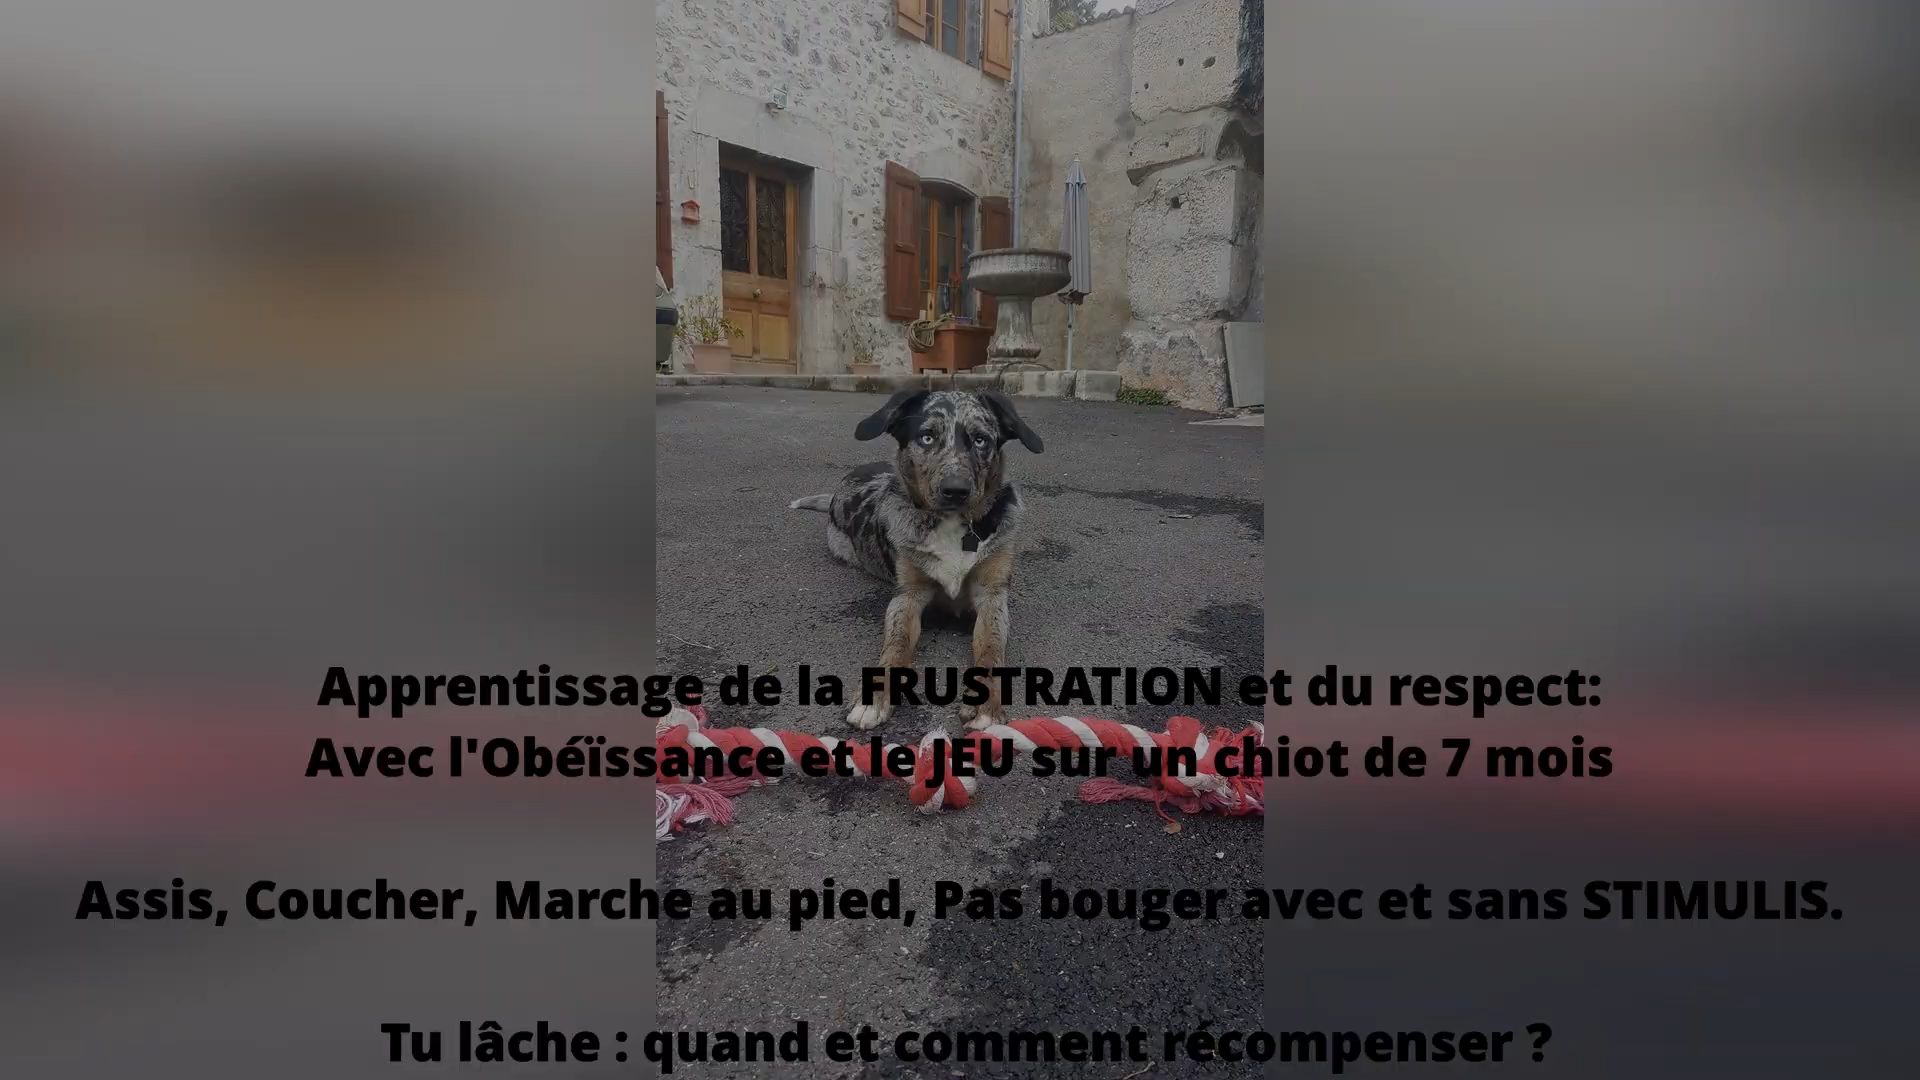 Apprentissage de la FRUSTRATION et du respect:
Avec l'Obéïssance et le JEU sur un chiot de 7 mois
Assis, Coucher, Marche au pied, Pas bouger avec et sans STIMULIS.
Tu lâche : quand et comment récompenser ?